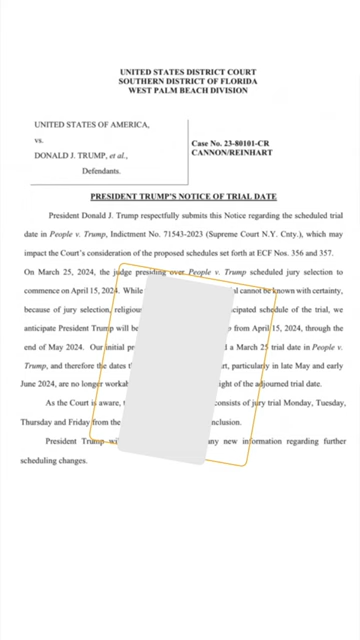 UNITED STATES DISTRICT COURT
SOUTHERN DISTRICT OF FLORIDA
WEST PALM BEACH DIVISION
UNITED STATES OF AMERICA,
vs.
DONALD J. TRUMP, et al.,
Defendants.
Case No. 23-80101-CR
CANNON/REINHART
PRESIDENT TRUMP'S NOTICE OF TRIAL DATE
President Donald J. Trump respectfully submits this Notice regarding the scheduled trial
date in People v. Trump, Indictment No. 71543-2023 (Supreme Court N.Y. Cnty.), which may
impact the Court's consideration of the proposed schedules set forth at ECF Nos. 356 and 357.
On March 25, 2024, the judge presiding over People v. Trump scheduled jury selection to
commence on April 15, 2024. While cannot be known with certainty,
because of jury selection, schedule of the trial, we
anticipate President Trump will be from April 15, 2024, through the
end of May 2024. Our initial a March 25 trial date in People v.
Trump, and therefore the dates particularly in late May and early
June 2024, are no longer of the adjourned trial date.
As the Court is aware, consists of jury trial Monday, Tuesday,
Thursday and Friday from the
President Trump any new information regarding further
scheduling changes.